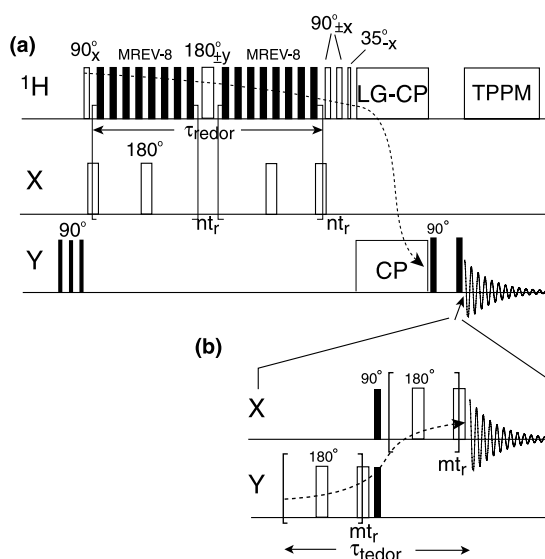 (a)
90°x MREV-8 180°±y MREV-8 90°±x 35°-x
1H LG-CP TPPM
τredor
180°
X
ntr ntr
90° 90°
Y CP
(b)
90° 180°
X
mtr
180°
Y
mtr
τtedor